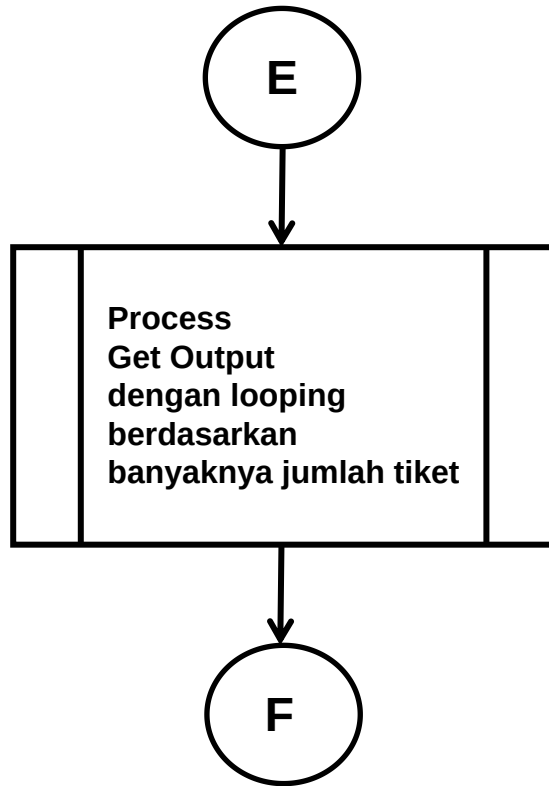 E
Process
Get Output
dengan looping
berdasarkan
banyaknya jumlah tiket
F